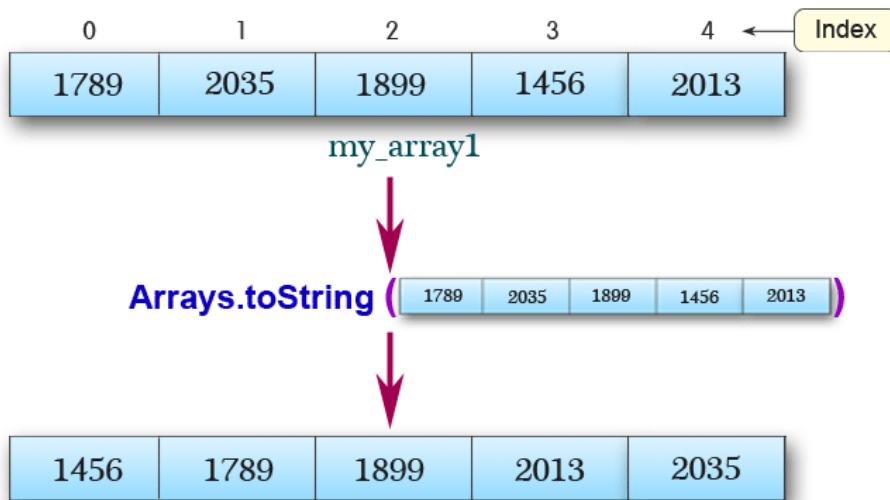 0 1 2 3 4 Index
1789 2035 1899 1456 2013
my_array1
Arrays.toString ( 1789 2035 1899 1456 2013 )
1456 1789 1899 2013 2035